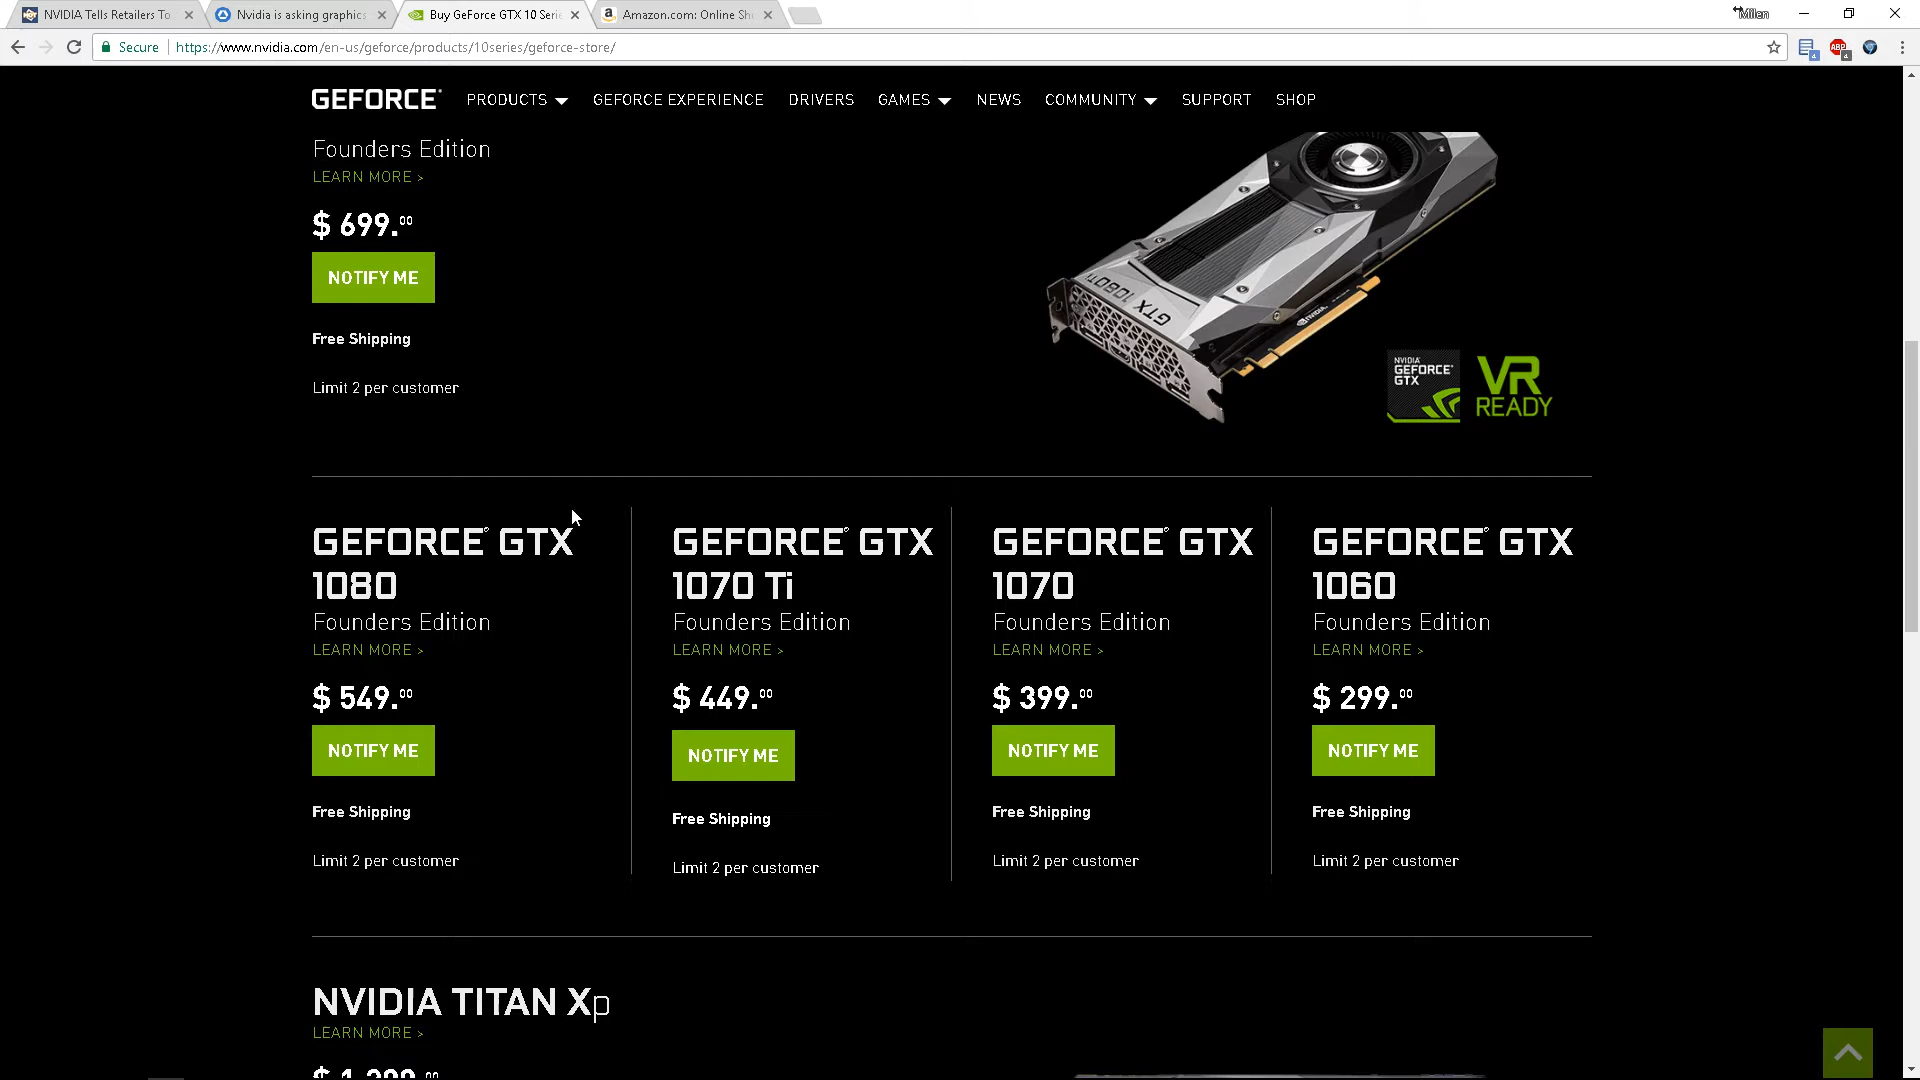 NVIDIA Tells Retailers To
Nvidia is asking graphics
Buy GeForce GTX 10 Serie
Amazon.com: Online Sh
Milen
Secure
https://www.nvidia.com/en-us/geforce/products/10series/geforce-store/
ABP
GEFORCE
PRODUCTS
GEFORCE EXPERIENCE
DRIVERS
GAMES
NEWS
COMMUNITY
SUPPORT
SHOP
Founders Edition
LEARN MORE >
$ 699.00
NOTIFY ME
Free Shipping
Limit 2 per customer
GTX 1080 Ti
NVIDIA
NVIDIA
GEFORCE
GTX
VR
READY
GEFORCE® GTX
1080
Founders Edition
LEARN MORE >
$ 549.00
NOTIFY ME
Free Shipping
Limit 2 per customer
GEFORCE® GTX
1070 Ti
Founders Edition
LEARN MORE >
$ 449.00
NOTIFY ME
Free Shipping
Limit 2 per customer
GEFORCE® GTX
1070
Founders Edition
LEARN MORE >
$ 399.00
NOTIFY ME
Free Shipping
Limit 2 per customer
GEFORCE® GTX
1060
Founders Edition
LEARN MORE >
$ 299.00
NOTIFY ME
Free Shipping
Limit 2 per customer
NVIDIA TITAN Xp
LEARN MORE >